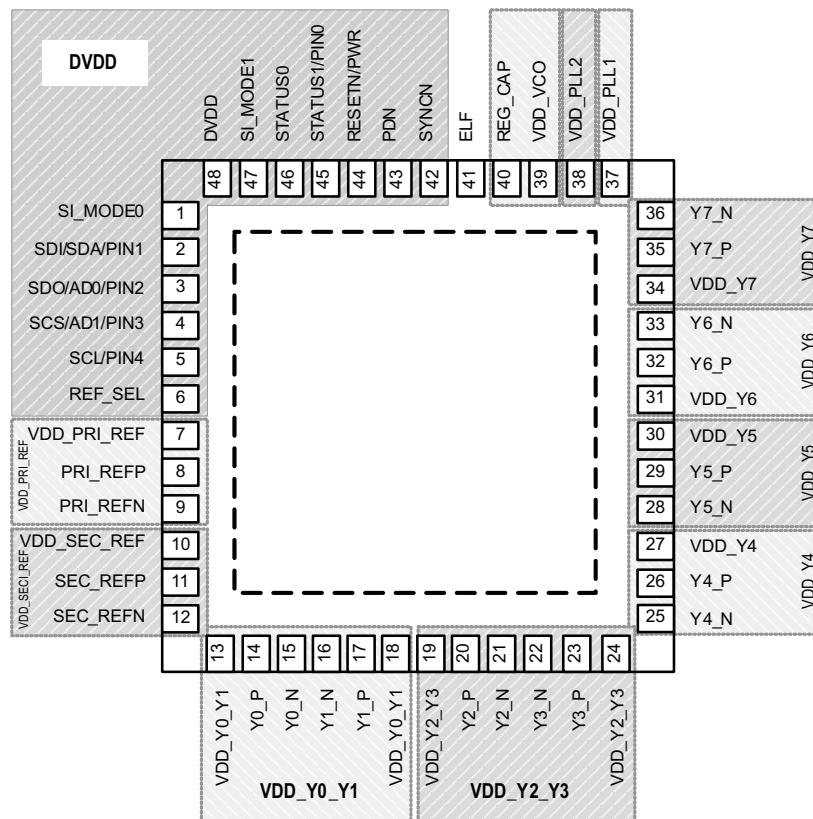 DVDD
DVDD
SI_MODE1
STATUS0
STATUS1/PIN0
RESETN/PWR
PDN
SYNCN
ELF
REG_CAP
VDD_VCO
VDD_PLL2
VDD_PLL1
48
47
46
45
44
43
42
41
40
39
38
37
SI_MODE0
1
SDI/SDA/PIN1
2
SDO/AD0/PIN2
3
SCS/AD1/PIN3
4
SCL/PIN4
5
REF_SEL
6
VDD_PRI_REF
VDD_PRI_REF
7
PRI_REFP
8
PRI_REFN
9
VDD_SECI_REF
VDD_SEC_REF
10
SEC_REFP
11
SEC_REFN
12
36
Y7_N
35
Y7_P
34
VDD_Y7
VDD_Y7
33
Y6_N
32
Y6_P
31
VDD_Y6
VDD_Y6
30
VDD_Y5
29
Y5_P
28
Y5_N
VDD_Y5
27
VDD_Y4
26
Y4_P
25
Y4_N
VDD_Y4
13
14
15
16
17
18
19
20
21
22
23
24
VDD_Y0_Y1
Y0_P
Y0_N
Y1_N
Y1_P
VDD_Y0_Y1
VDD_Y2_Y3
Y2_P
Y2_N
Y3_N
Y3_P
VDD_Y2_Y3
VDD_Y0_Y1
VDD_Y2_Y3